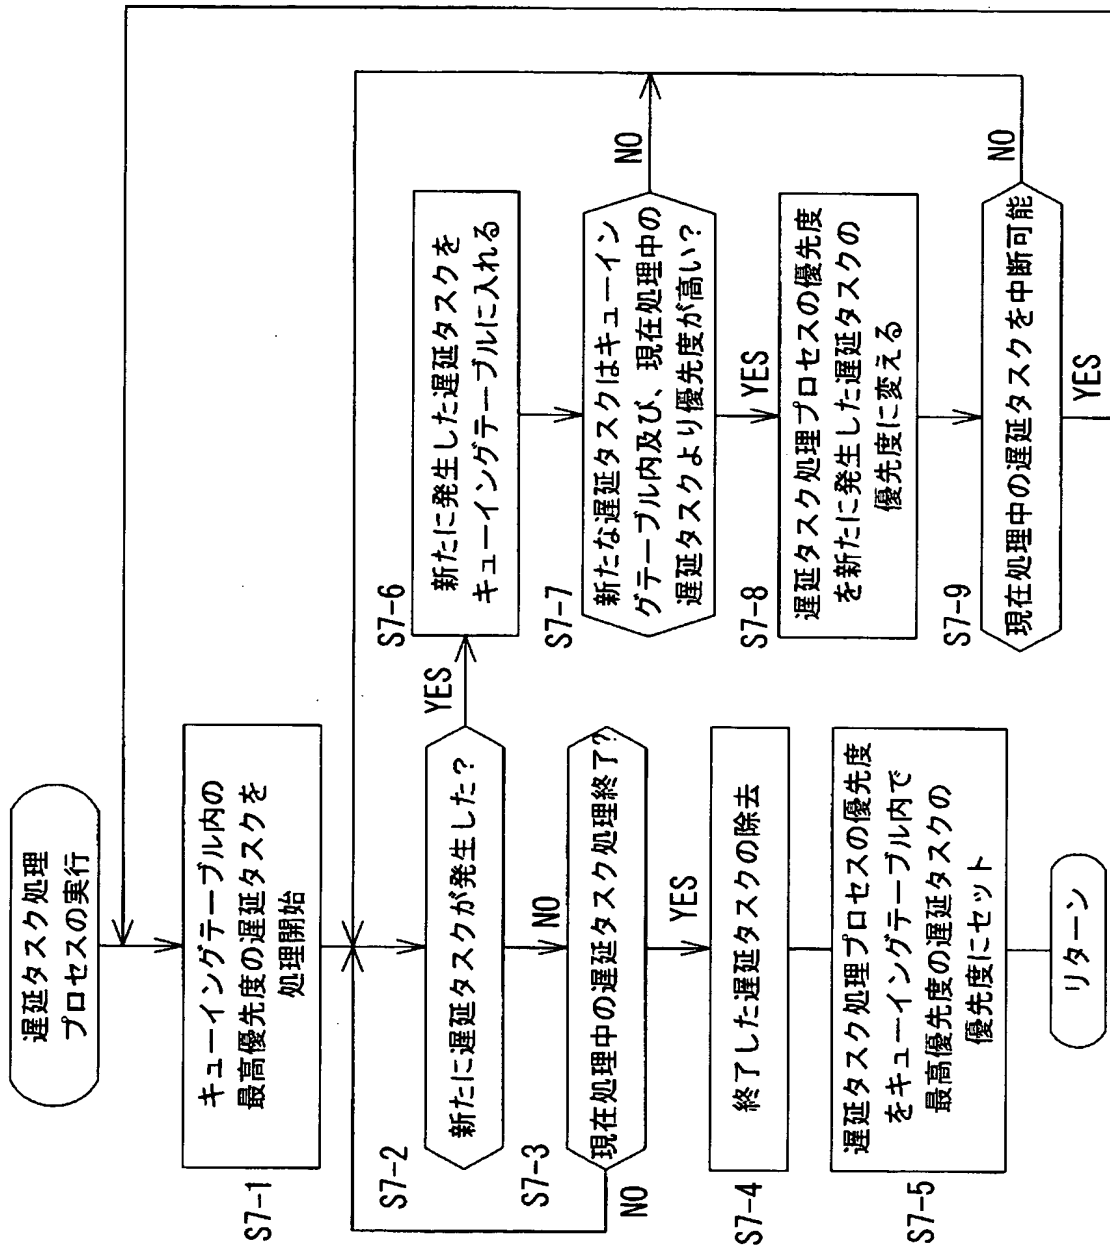 遅延タスク処理
プロセスの実行
S7-1
キューイングテーブル内の
最高優先度の遅延タスクを
処理開始
S7-2
新たに遅延タスクが発生した?
YES
NO
S7-3
現在処理中の遅延タスク処理終了?
NO
YES
S7-4
終了した遅延タスクの除去
S7-5
遅延タスク処理プロセスの優先度
をキューイングテーブル内で
最高優先度の遅延タスクの
優先度にセット
リターン
S7-6
新たに発生した遅延タスクを
キューイングテーブルに入れる
S7-7
新たな遅延タスクはキューイン
グテーブル内及び、現在処理中の
遅延タスクより優先度が高い?
NO
YES
S7-8
遅延タスク処理プロセスの優先度
を新たに発生した遅延タスクの
優先度に変える
S7-9
現在処理中の遅延タスクを中断可能
NO
YES